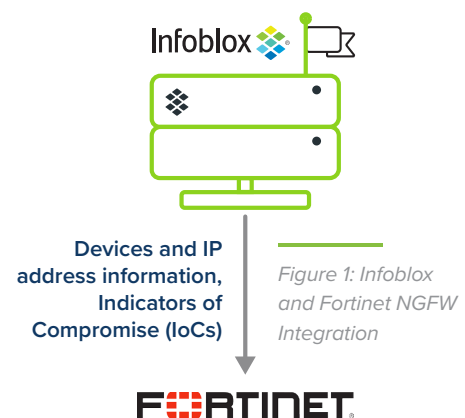 Infoblox®
Devices and IP
address information,
Indicators of
Compromise (IoCs)
Figure 1: Infoblox
and Fortinet NGFW
Integration
FORTINET®